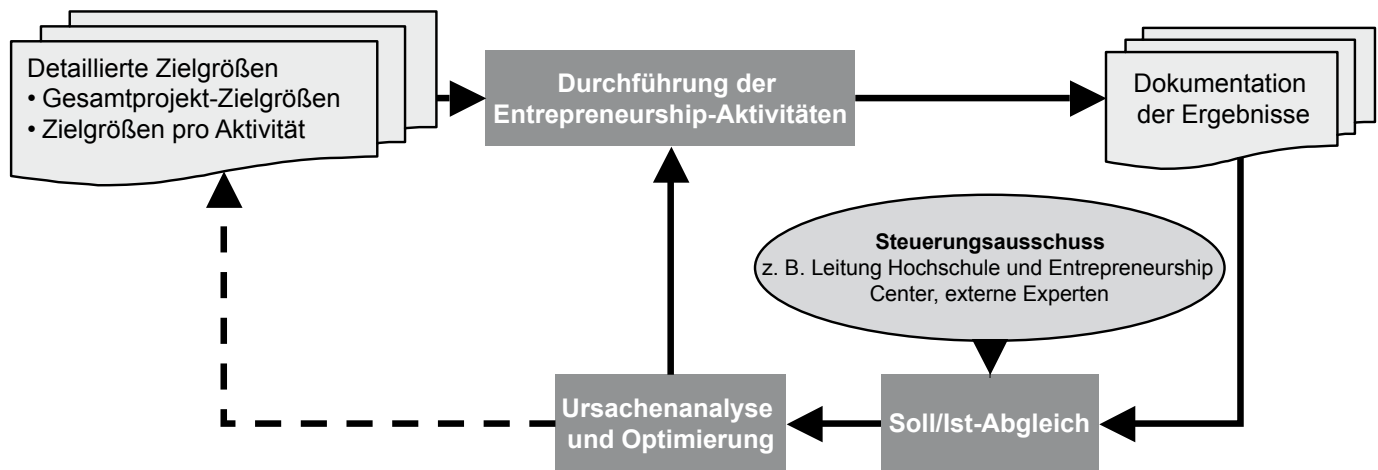 Detaillierte Zielgrößen
• Gesamtprojekt-Zielgrößen
• Zielgrößen pro Aktivität
Durchführung der
Entrepreneurship-Aktivitäten
Dokumentation
der Ergebnisse
Steuerungsausschuss
z. B. Leitung Hochschule und Entrepreneurship
Center, externe Experten
Ursachenanalyse
und Optimierung
Soll/Ist-Abgleich